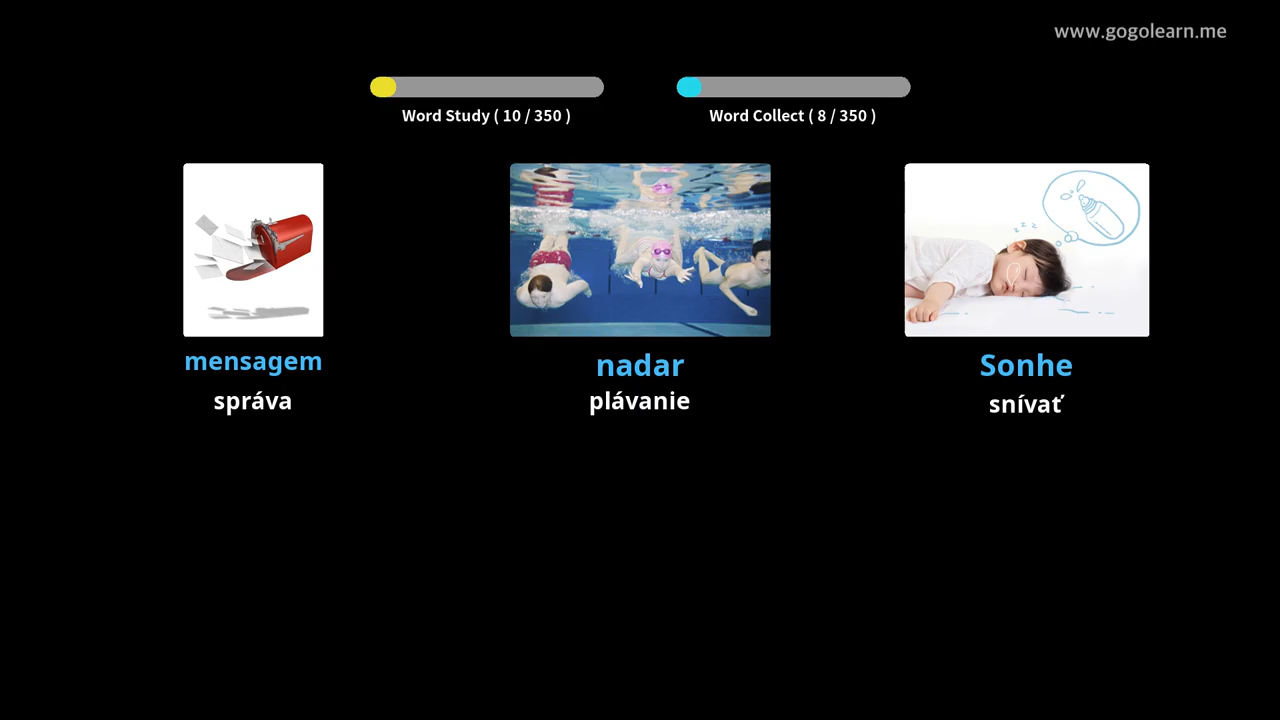 www.gogolearn.me
Word Study ( 10 / 350 )
Word Collect ( 8 / 350 )
mensagem
správa
nadar
plávanie
Sonhe
snívať